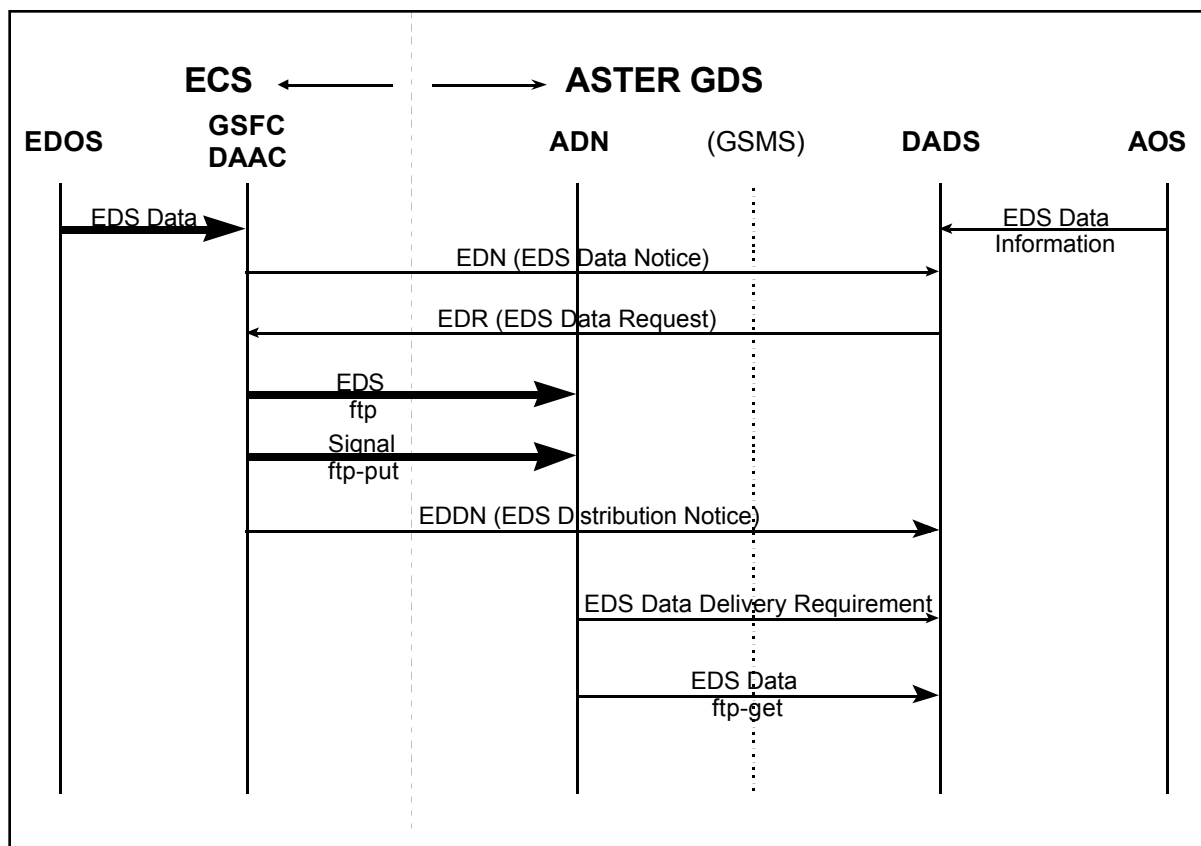 ECS
ASTER GDS
EDOS
GSFC
DAAC
ADN
(GSMS)
DADS
AOS
EDS Data
EDS Data
Information
EDN (EDS Data Notice)
EDR (EDS Data Request)
EDS
ftp
Signal
ftp-put
EDDN (EDS Distribution Notice)
EDS Data Delivery Requirement
EDS Data
ftp-get